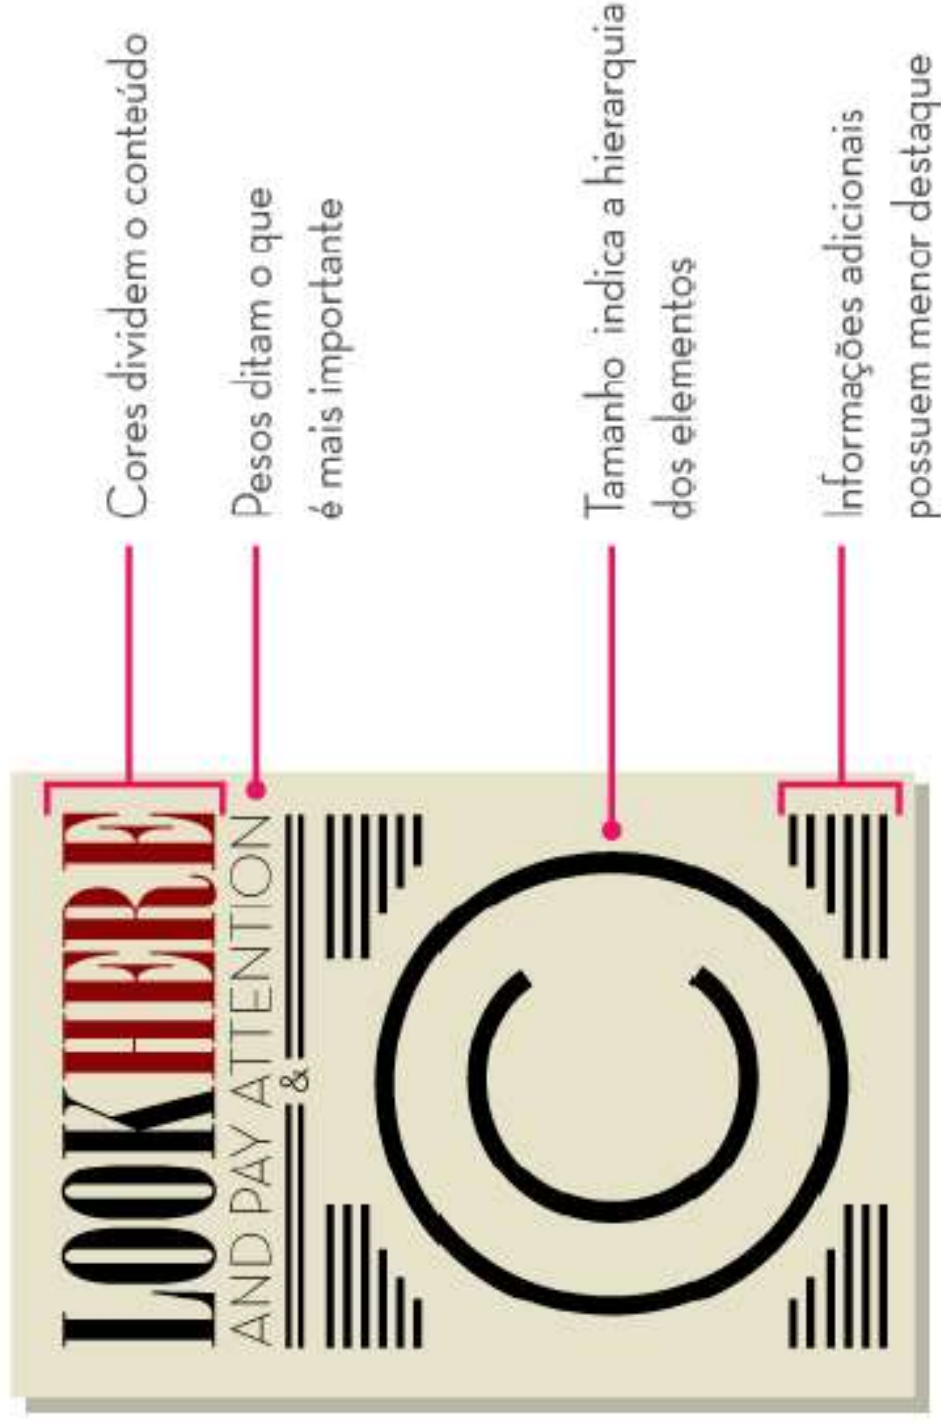 LOOKHERE
AND PAY ATTENTION
&
Cores dividem o conteúdo
Pesos ditam o que
é mais importante
Tamanho indica a hierarquia
dos elementos
Informações adicionais
possuem menor destaque